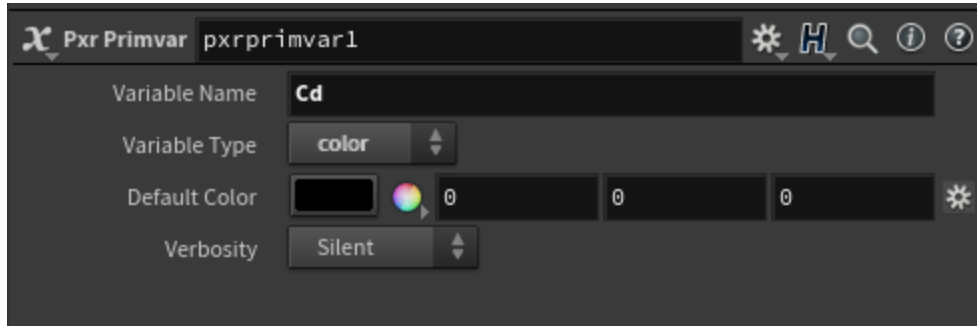 Pxr Primvar pxrprimvar1
Variable Name Cd
Variable Type color
Default Color 0 0 0
Verbosity Silent